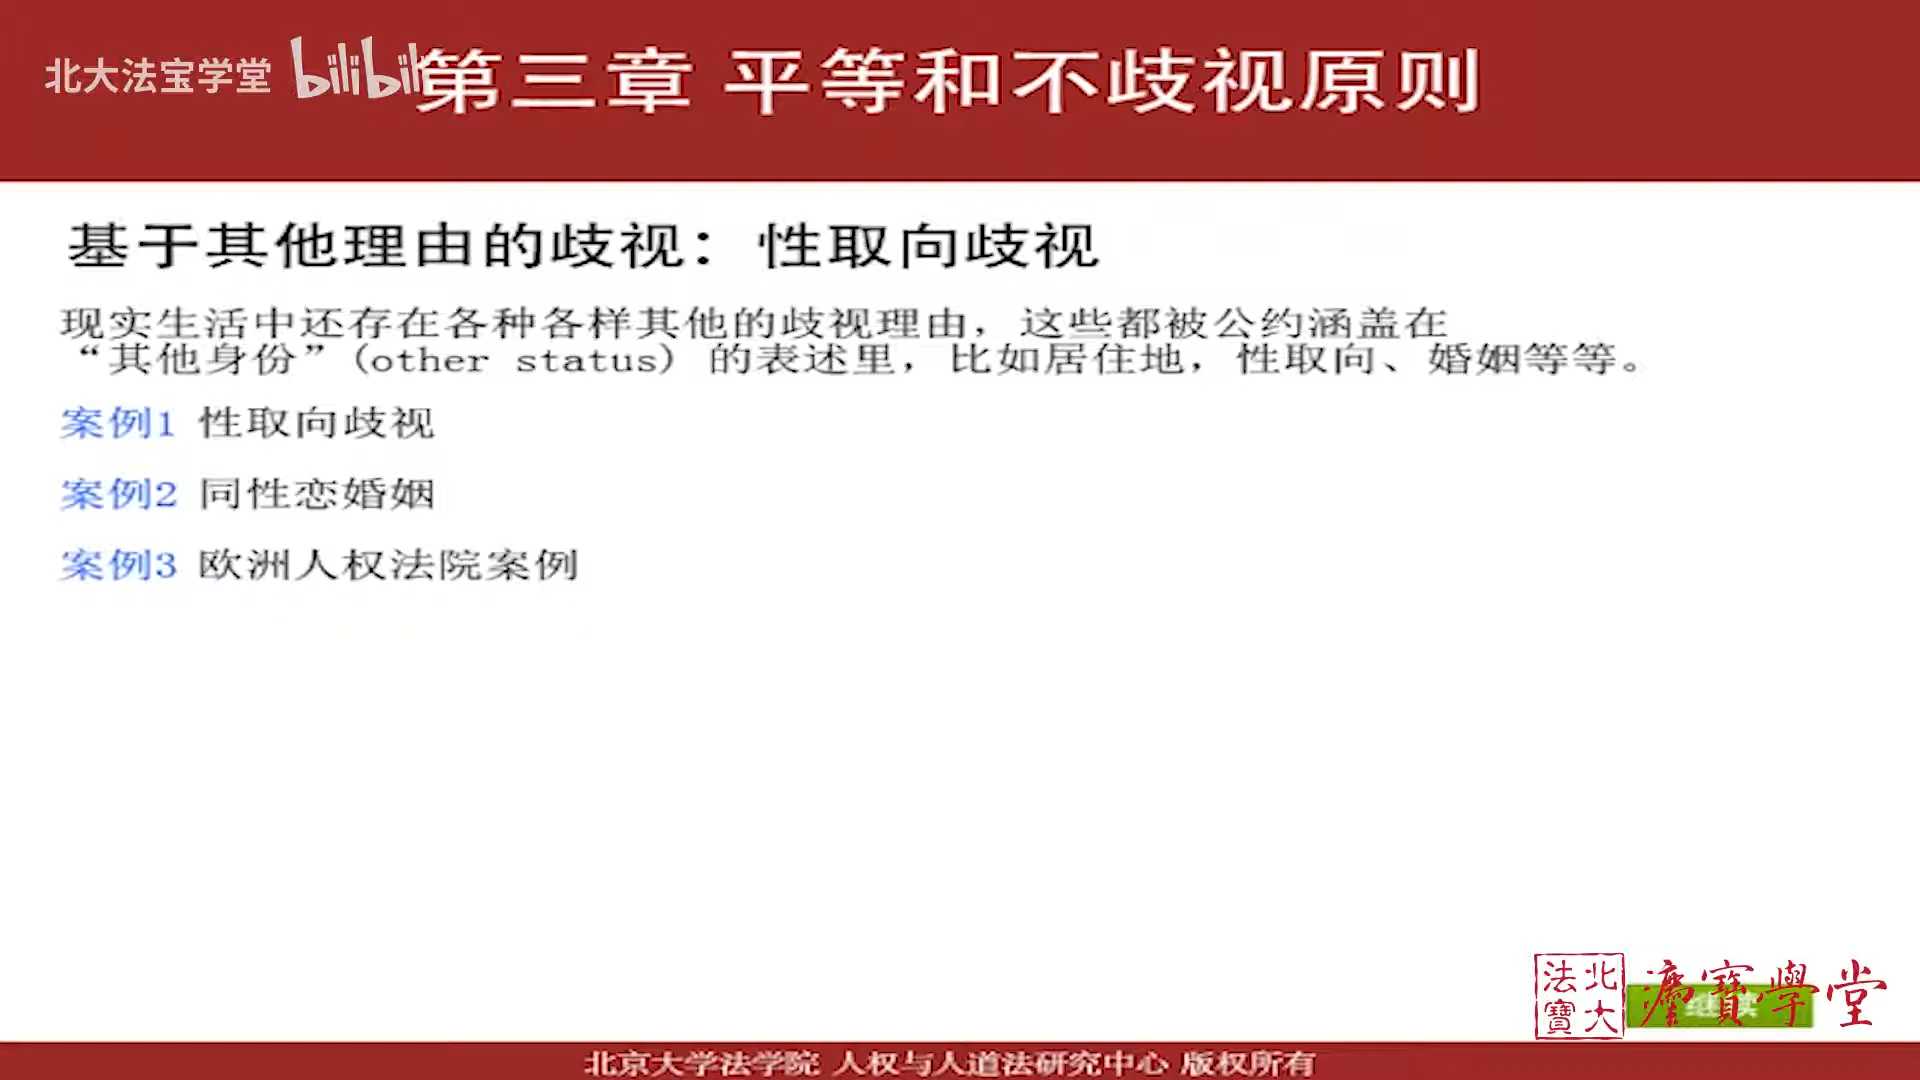 北大法宝学堂 bilibili
第三章 平等和不歧视原则
基于其他理由的歧视：性取向歧视
现实生活中还存在各种各样其他的歧视理由，这些都被公约涵盖在
“其他身份”(other status) 的表述里，比如居住地，性取向、婚姻等等。
案例1 性取向歧视
案例2 同性恋婚姻
案例3 欧洲人权法院案例
北大
法寶
灋寶學堂
继续
北京大学法学院 人权与人道法研究中心 版权所有